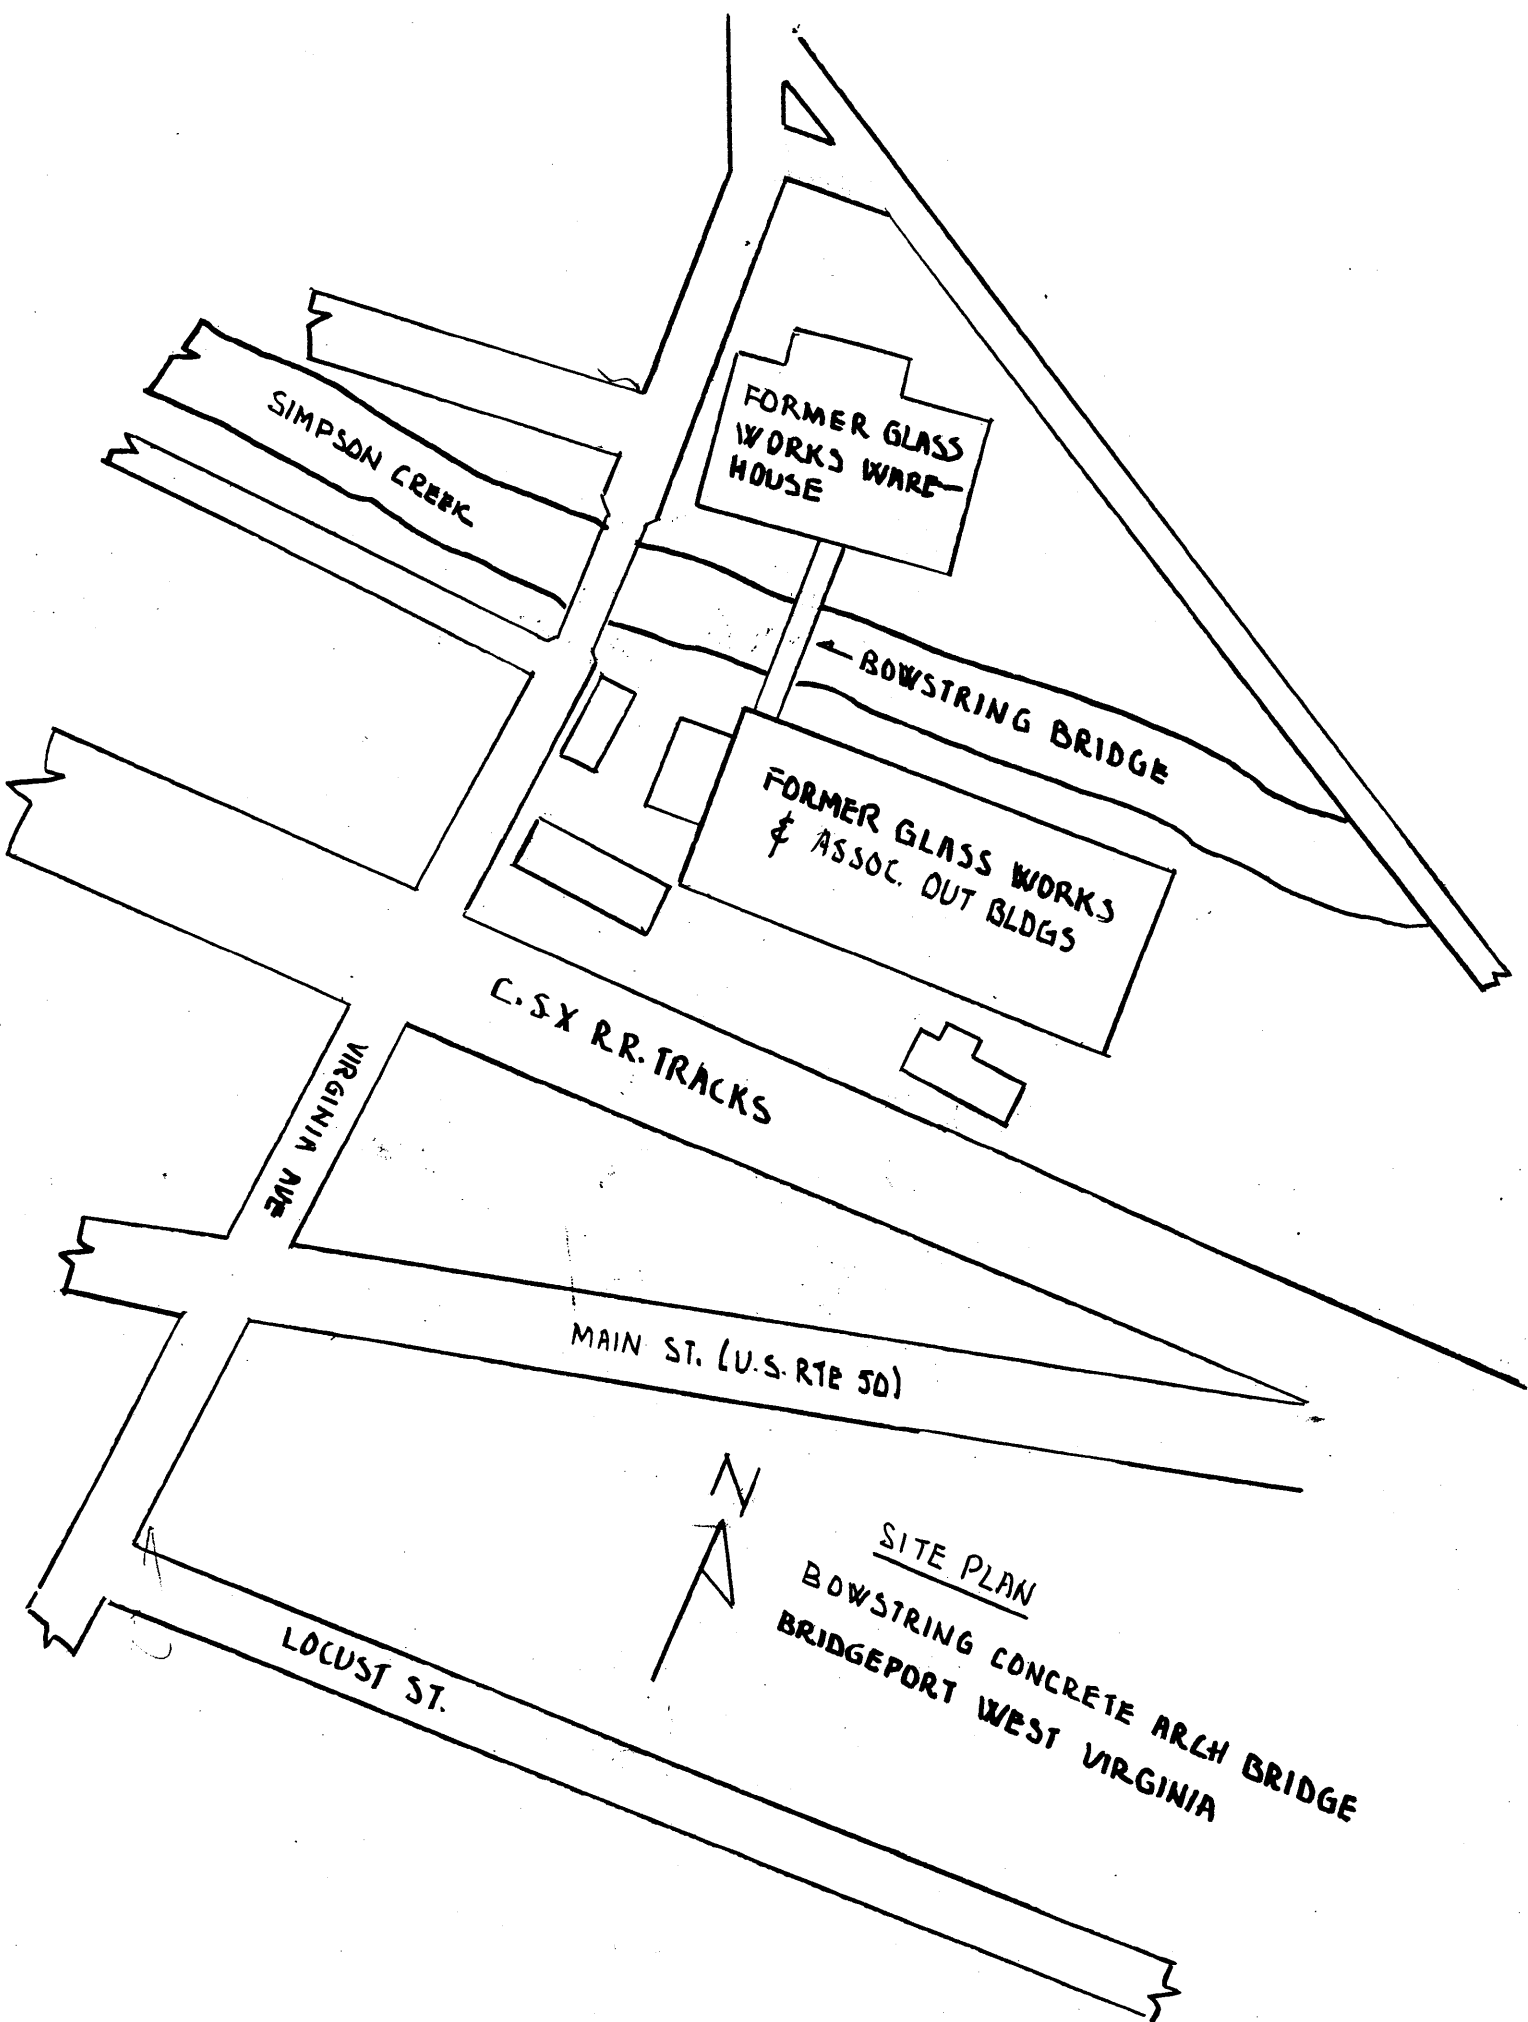 SIMPSON CREEK
FORMER GLASS
WORKS WARE-
HOUSE
BOWSTRING BRIDGE
FORMER GLASS WORKS
& ASSOC. OUT BLDGS
C.SX R.R. TRACKS
VIRGINIA AVE
MAIN ST. (U.S. RTE 50)
N
SITE PLAN
BOWSTRING CONCRETE ARCH BRIDGE
BRIDGEPORT WEST VIRGINIA
LOCUST ST.